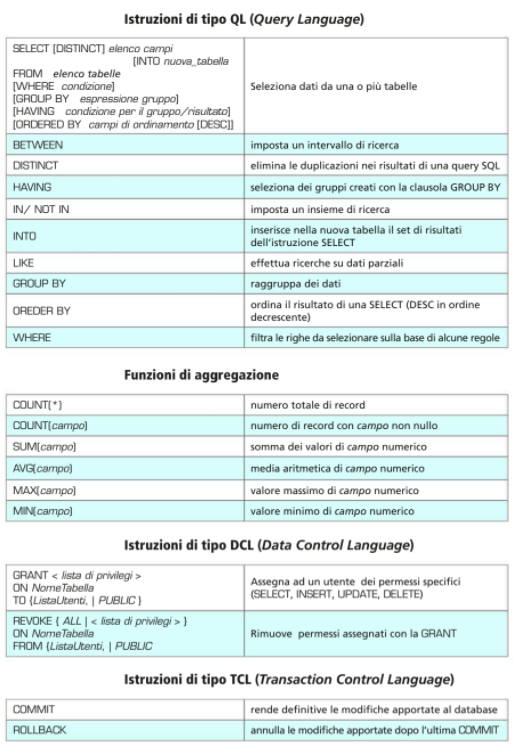 Istruzioni di tipo QL (Query Language)
SELECT [DISTINCT] elenco campi
[INTO nuova_tabella
FROM elenco tabelle
[WHERE condizione]
[GROUP BY espressione gruppo]
[HAVING condizione per il gruppo/risultato]
[ORDERED BY campi di ordinamento [DESC]]
Seleziona dati da una o più tabelle
BETWEEN
imposta un intervallo di ricerca
DISTINCT
elimina le duplicazioni nei risultati di una query SQL
HAVING
seleziona dei gruppi creati con la clausola GROUP BY
IN/ NOT IN
imposta un insieme di ricerca
INTO
inserisce nella nuova tabella il set di risultati
dell'istruzione SELECT
LIKE
effettua ricerche su dati parziali
GROUP BY
raggruppa dei dati
OREDER BY
ordina il risultato di una SELECT (DESC in ordine
decrescente)
WHERE
filtra le righe da selezionare sulla base di alcune regole
Funzioni di aggregazione
COUNT(*)
numero totale di record
COUNT(campo)
numero di record con campo non nullo
SUM(campo)
somma dei valori di campo numerico
AVG(campo)
media aritmetica di campo numerico
MAX(campo)
valore massimo di campo numerico
MIN(campo)
valore minimo di campo numerico
Istruzioni di tipo DCL (Data Control Language)
GRANT < lista di privilegi >
ON NomeTabella
TO {ListaUtenti, | PUBLIC }
Assegna ad un utente dei permessi specifici
(SELECT, INSERT, UPDATE, DELETE)
REVOKE { ALL | < lista di privilegi > }
ON NomeTabella
FROM {ListaUtenti, | PUBLIC
Rimuove permessi assegnati con la GRANT
Istruzioni di tipo TCL (Transaction Control Language)
COMMIT
rende definitive le modifiche apportate al database
ROLLBACK
annulla le modifiche apportate dopo l'ultima COMMIT